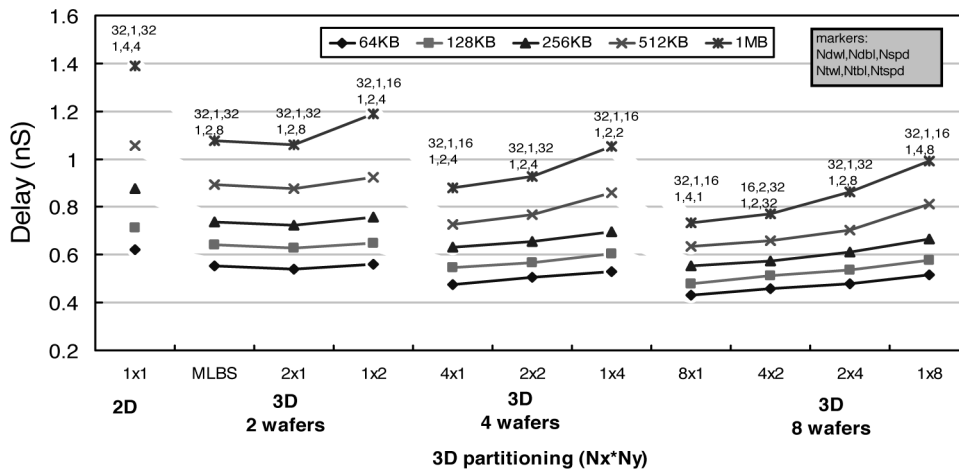 1.6
1.4
1.2
1
0.8
0.6
0.4
0.2
Delay (nS)
64KB 128KB 256KB 512KB 1MB
markers:
Ndwl,Ndbl,Nspd
Ntwl,Ntbl,Ntspd
32,1,32
1,4,4
32,1,32
1,2,8
32,1,32
1,2,8
32,1,16
1,2,4
32,1,16
1,2,4
32,1,32
1,2,4
32,1,16
1,2,2
32,1,16
1,4,1
16,2,32
1,2,32
32,1,32
1,2,8
32,1,16
1,4,8
1x1 MLBS 2x1 1x2 4x1 2x2 1x4 8x1 4x2 2x4 1x8
2D
3D
2 wafers
3D
4 wafers
3D
8 wafers
3D partitioning (Nx*Ny)